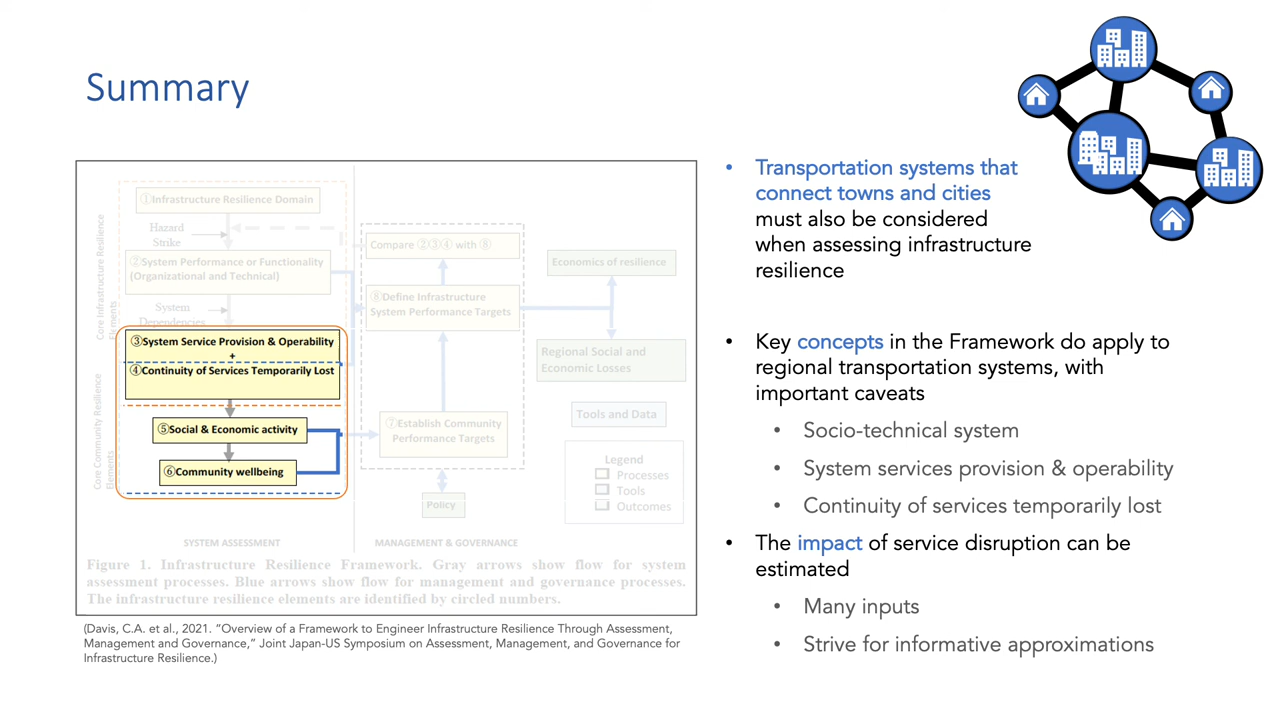 Summary
①Infrastructure Resilience Domain
Hazard
Strike
②System Performance or Functionality
(Organizational and Technical)
System
Dependencies
③System Service Provision & Operability
+
④Continuity of Services Temporarily Lost
⑤Social & Economic activity
⑥Community wellbeing
Core Infrastructure Resilience
Elements
Core Community Resilience
Elements
SYSTEM ASSESSMENT
Compare ②③④ with ⑧
⑧Define Infrastructure
System Performance Targets
⑦Establish Community
Performance Targets
Policy
MANAGEMENT & GOVERNANCE
Economics of resilience
Regional Social and
Economic Losses
Tools and Data
Legend
Processes
Tools
Outcomes
Figure 1. Infrastructure Resilience Framework. Gray arrows show flow for system
assessment processes. Blue arrows show flow for management and governance processes.
The infrastructure resilience elements are identified by circled numbers.
(Davis, C.A. et al., 2021. “Overview of a Framework to Engineer Infrastructure Resilience Through Assessment,
Management and Governance,” Joint Japan-US Symposium on Assessment, Management, and Governance for
Infrastructure Resilience.)
• Transportation systems that
connect towns and cities
must also be considered
when assessing infrastructure
resilience
• Key concepts in the Framework do apply to
regional transportation systems, with
important caveats
• Socio-technical system
• System services provision & operability
• Continuity of services temporarily lost
• The impact of service disruption can be
estimated
• Many inputs
• Strive for informative approximations